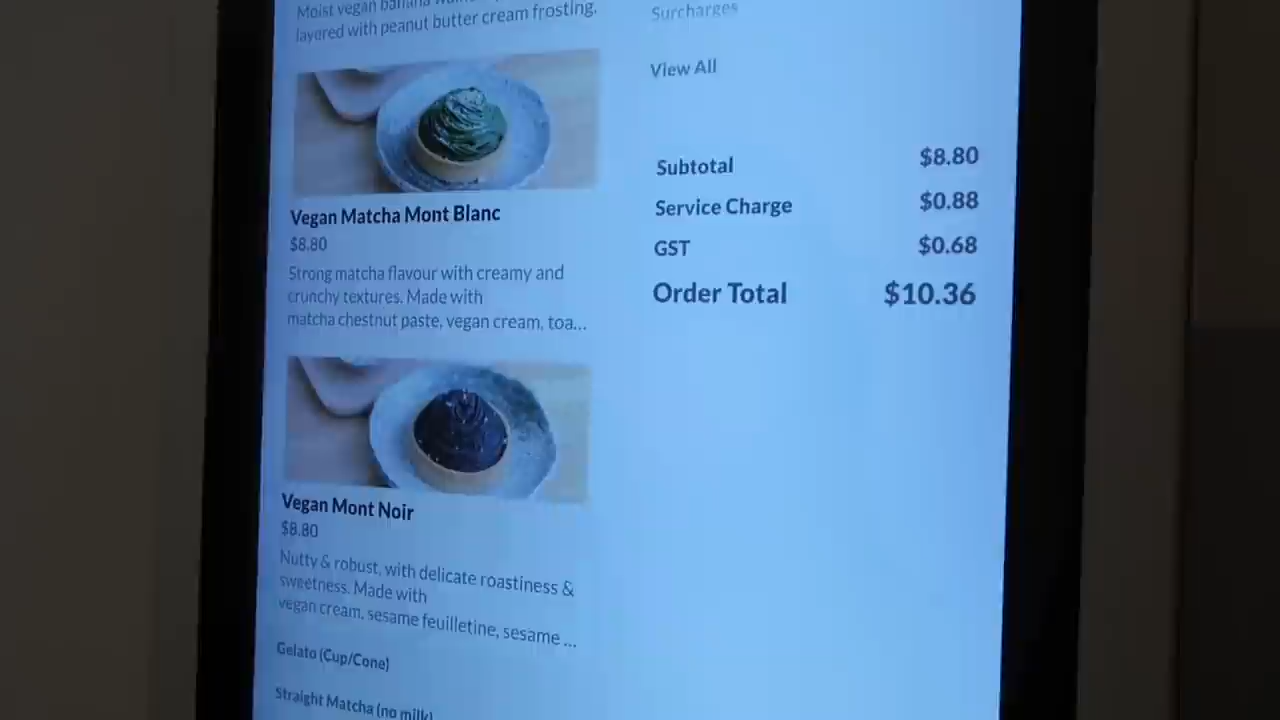 Moist vegan banana
layered with peanut butter cream frosting.
Vegan Matcha Mont Blanc
$8.80
Strong matcha flavour with creamy and
crunchy textures. Made with
matcha chestnut paste, vegan cream, toa...
Vegan Mont Noir
$8.80
Nutty & robust, with delicate roastiness &
sweetness. Made with
vegan cream, sesame feuilletine, sesame ...
Gelato (Cup/Cone)
Straight Matcha (no milk)
Surcharges
View All
Subtotal $8.80
Service Charge $0.88
GST $0.68
Order Total $10.36